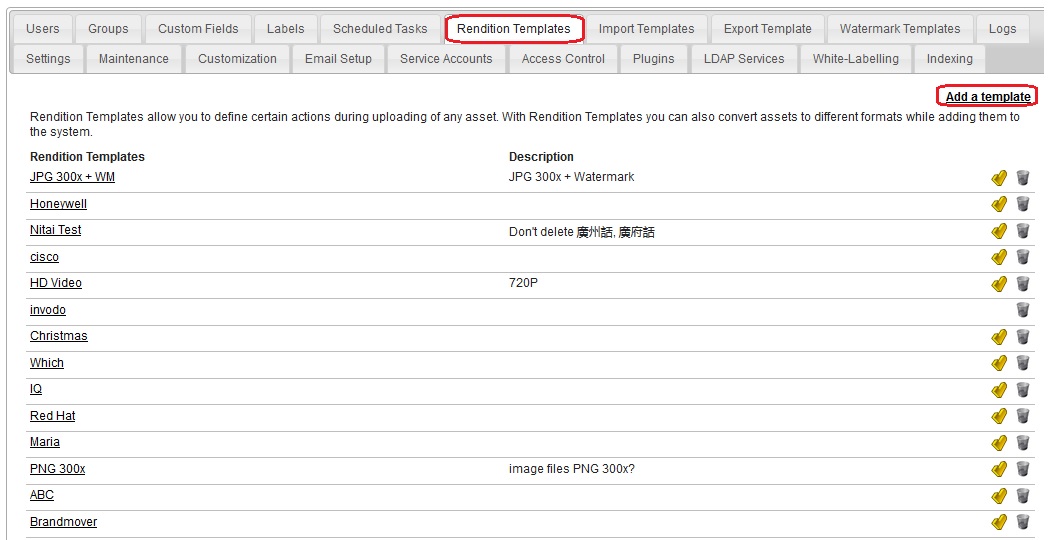 Users Groups Custom Fields Labels Scheduled Tasks Rendition Templates Import Templates Export Template Watermark Templates Logs
Settings Maintenance Customization Email Setup Service Accounts Access Control Plugins LDAP Services White-Labelling Indexing
Add a template
Rendition Templates allow you to define certain actions during uploading of any asset. With Rendition Templates you can also convert assets to different formats while adding them to
the system.
Rendition Templates Description
JPG 300x + WM JPG 300x + Watermark
Honeywell
Nitai Test Don't delete 廣州話, 廣府話
cisco
HD Video 720P
invodo
Christmas
Which
IQ
Red Hat
Maria
PNG 300x image files PNG 300x?
ABC
Brandmover